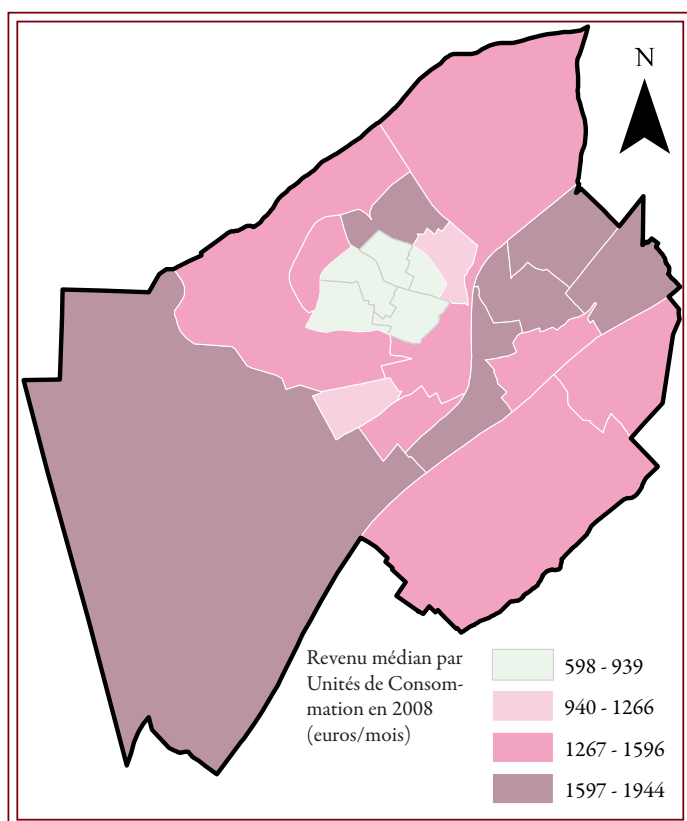 N
Revenu médian par
Unités de Consom-
mation en 2008
(euros/mois)
598 - 939
940 - 1266
1267 - 1596
1597 - 1944